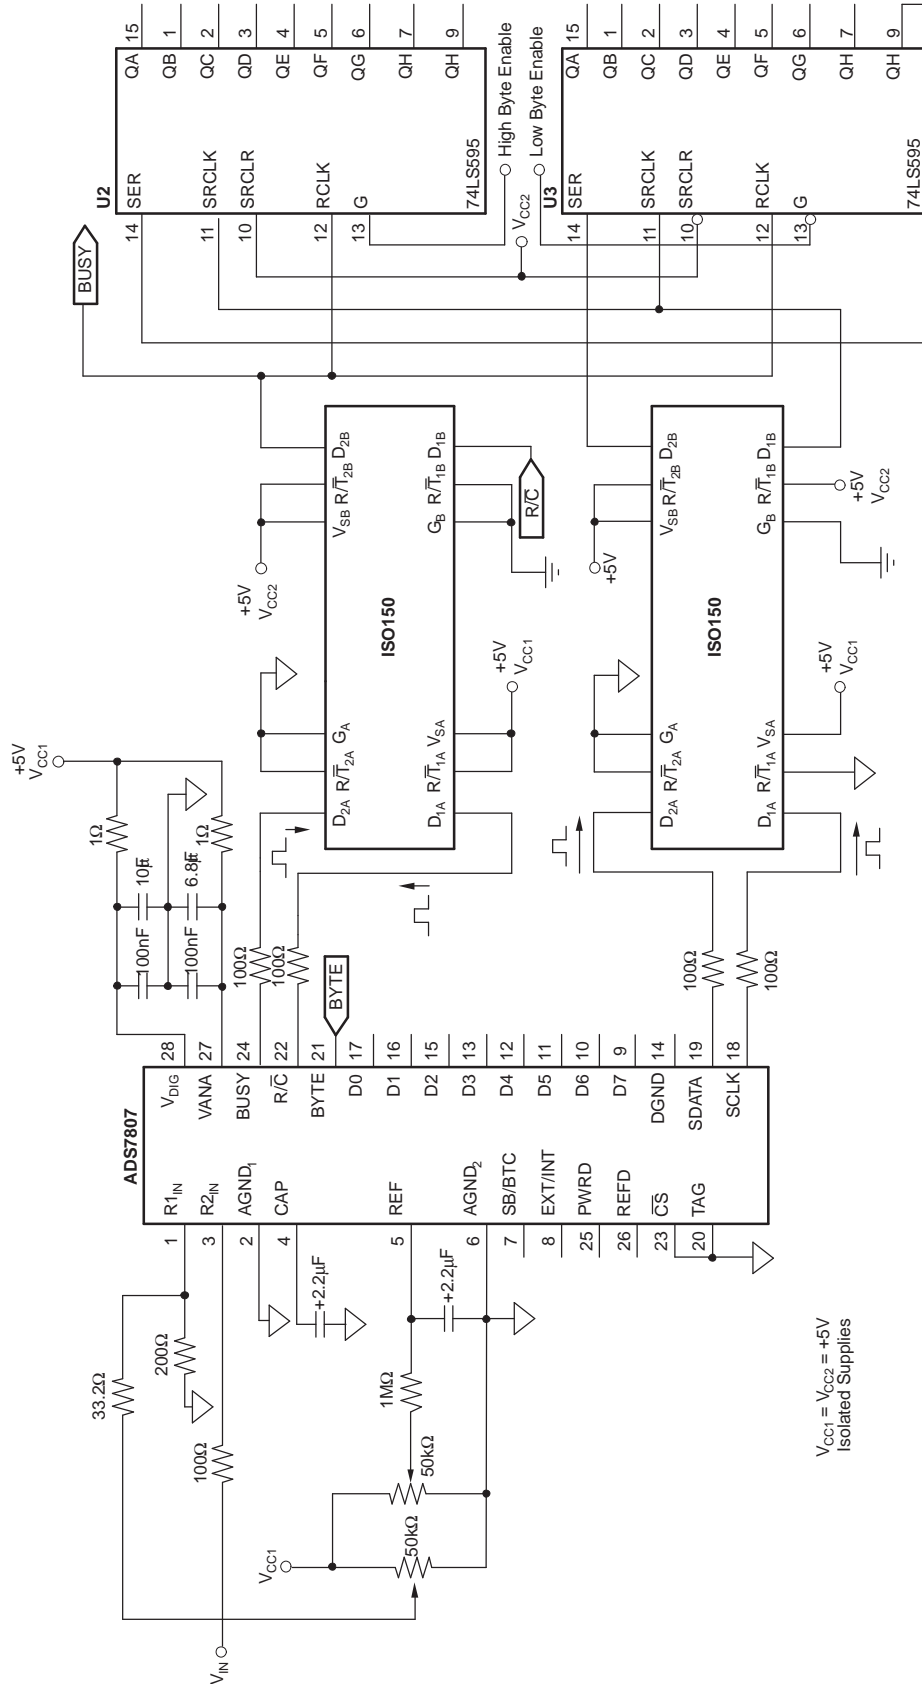 ADS7807
R1IN
R2IN
AGND1
CAP
REF
AGND2
SB/BTC
EXT/INT
PWRD
REFD
CS
TAG
1
3
2
4
5
6
7
8
25
26
23
20
VDIG
VANA
BUSY
R/C
BYTE
D0
D1
D2
D3
D4
D5
D6
D7
DGND
SDATA
SCLK
28
27
24
22
21
17
16
15
13
12
11
10
9
14
19
18
VIN
33.2Ω
200Ω
100Ω
+2.2µF
+2.2µF
1MΩ
50kΩ
50kΩ
VCC1
VCC1 = VCC2 = +5V
Isolated Supplies
+5V
VCC1
1Ω
1Ω
100nF
10µF
100nF
6.8µF
100Ω
100Ω
BYTE
100Ω
100Ω
ISO150
D2A
R/T2A
GA
VSB
R/T2B
D2B
D1A
R/T1A
VSA
GB
R/T1B
D1B
+5V
VCC2
+5V
VCC1
R/C
ISO150
D2A
R/T2A
GA
VSB
R/T2B
D2B
D1A
R/T1A
VSA
GB
R/T1B
D1B
+5V
+5V
VCC1
+5V
VCC2
BUSY
U2
14 SER
11 SRCLK
10 SRCLR
12 RCLK
13 G
QA 15
QB 1
QC 2
QD 3
QE 4
QF 5
QG 6
QH 7
QH 9
74LS595
High Byte Enable
Low Byte Enable
VCC2
U3
14 SER
11 SRCLK
10 SRCLR
12 RCLK
13 G
QA 15
QB 1
QC 2
QD 3
QE 4
QF 5
QG 6
QH 7
QH 9
74LS595